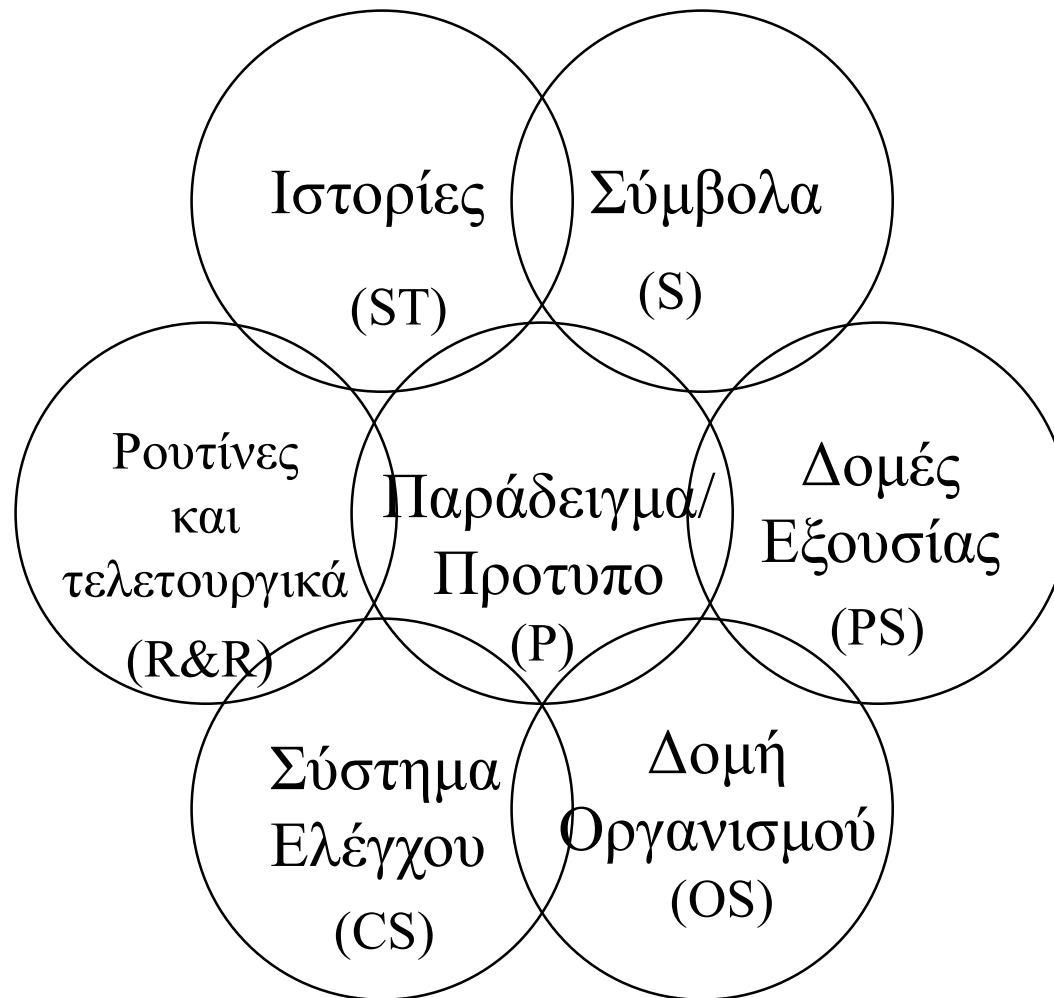 Ιστορίες
(ST)
Σύμβολα
(S)
Ρουτίνες
και
τελετουργικά
(R&R)
Παράδειγμα/
Προτυπο
(P)
Δομές
Εξουσίας
(PS)
Σύστημα
Ελέγχου
(CS)
Δομή
Οργανισμού
(OS)